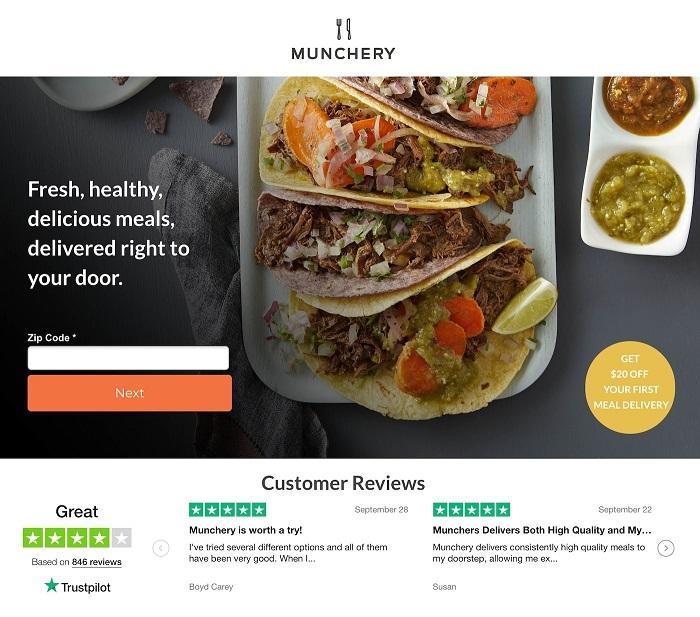 MUNCHERY
Fresh, healthy,
delicious meals,
delivered right to
your door.
Zip Code *
Next
GET
$20 OFF
YOUR FIRST
MEAL DELIVERY
Customer Reviews
Great
Based on 846 reviews
Trustpilot
September 28
Munchery is worth a try!
I've tried several different options and all of them
have been very good. When I...
Boyd Carey
September 22
Munchers Delivers Both High Quality and My...
Munchery delivers consistently high quality meals to
my doorstep, allowing me ex...
Susan